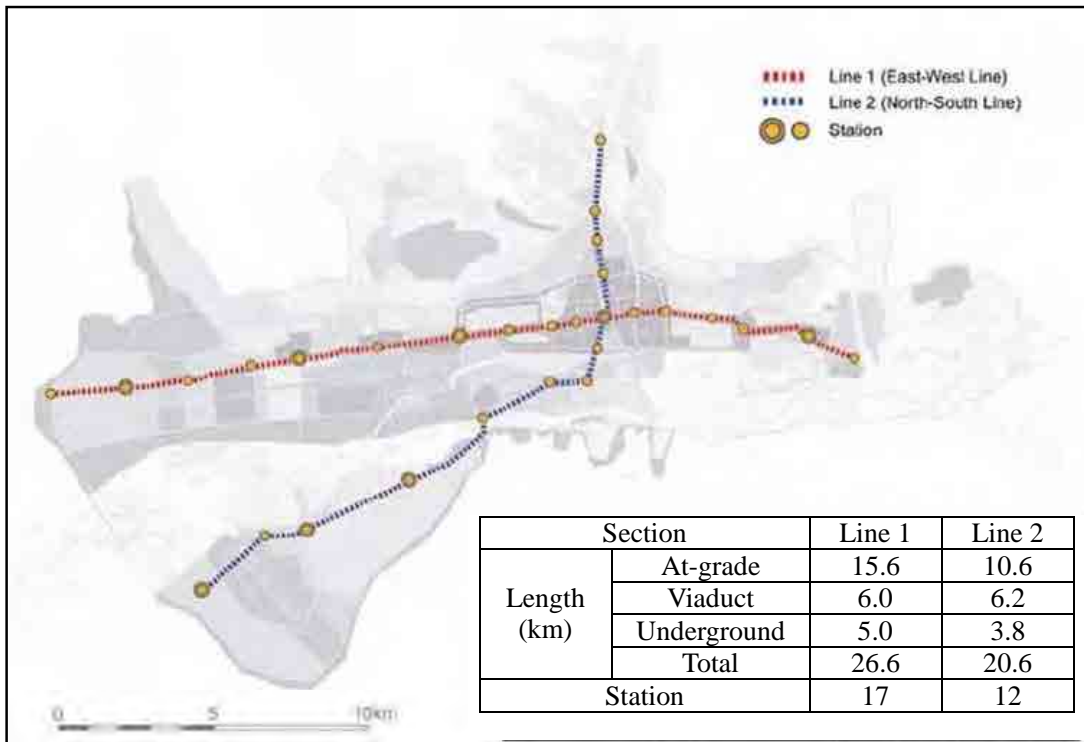 Line 1 (East-West Line)
Line 2 (North-South Line)
Station
Section Line 1 Line 2
Length (km)
At-grade 15.6 10.6
Viaduct 6.0 6.2
Underground 5.0 3.8
Total 26.6 20.6
Station 17 12
0 5 10km